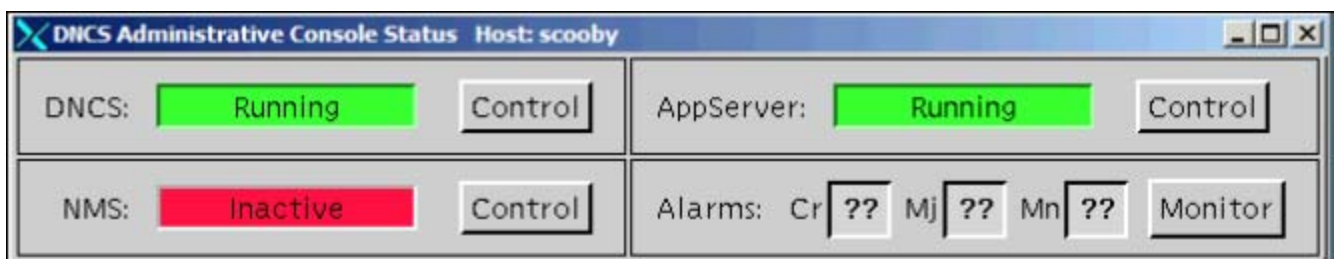 DNCS Administrative Console Status Host: scooby
DNCS: Running Control AppServer: Running Control
NMS: Inactive Control Alarms: Cr ?? Mj ?? Mn ?? Monitor